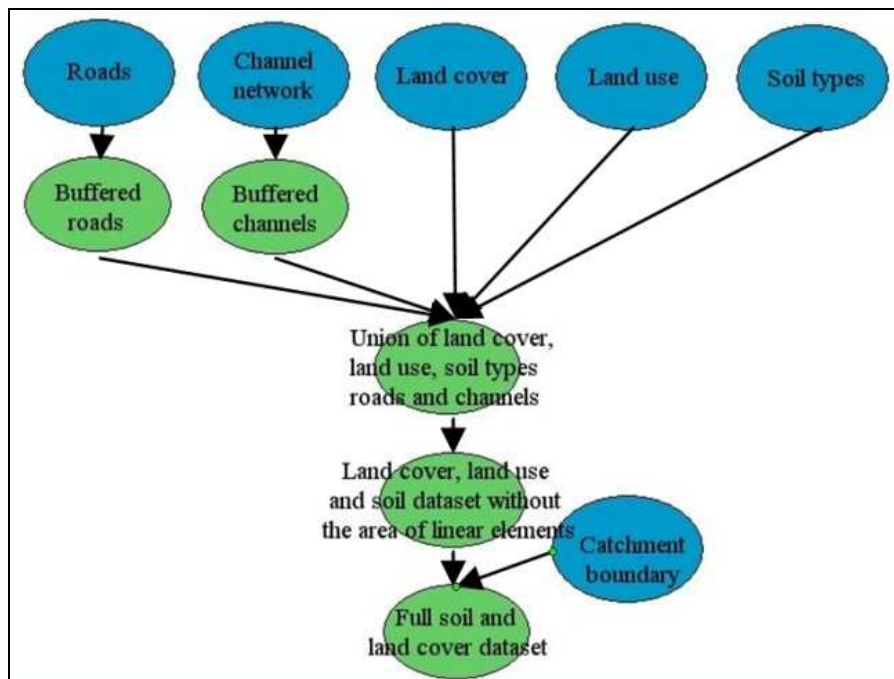 Roads
Channel
network
Land cover
Land use
Soil types
Buffered
roads
Buffered
channels
Union of land cover,
land use, soil types
roads and channels
Land cover, land use
and soil dataset without
the area of linear elements
Catchment
boundary
Full soil and
land cover dataset